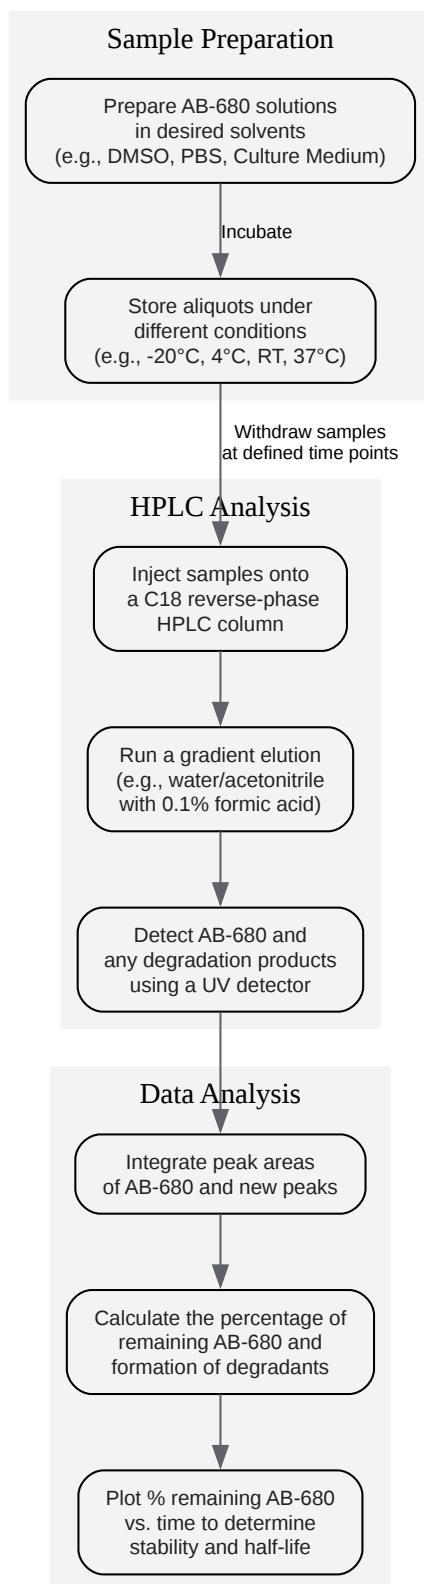 Sample Preparation
Prepare AB-680 solutions
in desired solvents
(e.g., DMSO, PBS, Culture Medium)
Incubate
Store aliquots under
different conditions
(e.g., -20°C, 4°C, RT, 37°C)
Withdraw samples
at defined time points
HPLC Analysis
Inject samples onto
a C18 reverse-phase
HPLC column
Run a gradient elution
(e.g., water/acetonitrile
with 0.1% formic acid)
Detect AB-680 and
any degradation products
using a UV detector
Data Analysis
Integrate peak areas
of AB-680 and new peaks
Calculate the percentage of
remaining AB-680 and
formation of degradants
Plot % remaining AB-680
vs. time to determine
stability and half-life